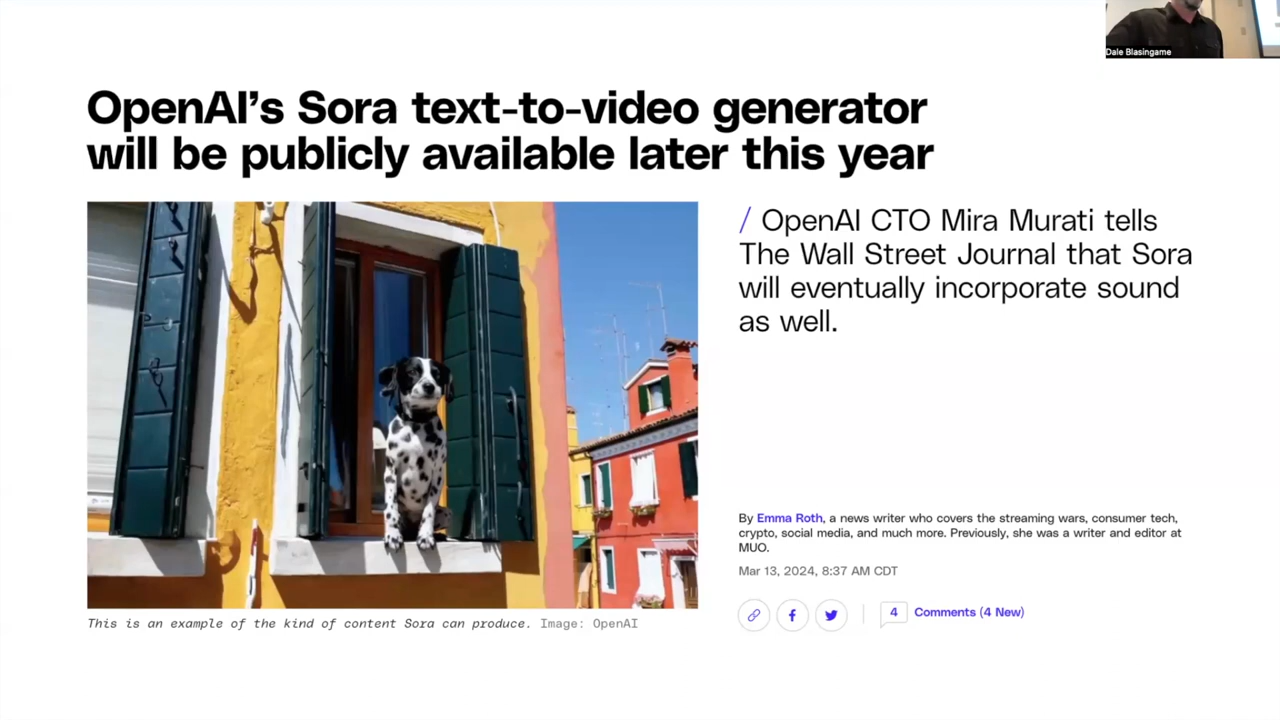 Dale Blasingame
OpenAI’s Sora text-to-video generator
will be publicly available later this year
/ OpenAI CTO Mira Murati tells
The Wall Street Journal that Sora
will eventually incorporate sound
as well.
By Emma Roth, a news writer who covers the streaming wars, consumer tech,
crypto, social media, and much more. Previously, she was a writer and editor at
MUO.
Mar 13, 2024, 8:37 AM CDT
4 Comments (4 New)
This is an example of the kind of content Sora can produce. Image: OpenAI